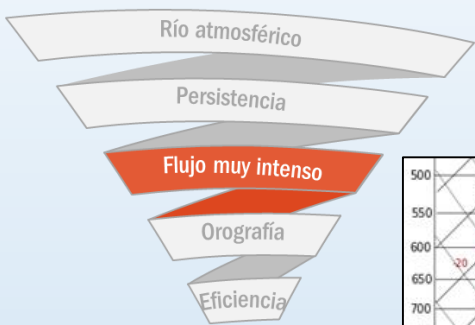 Río atmosférico
Persistencia
Flujo muy intenso
Orografía
Eficiencia
500
550
600
-20
650
700